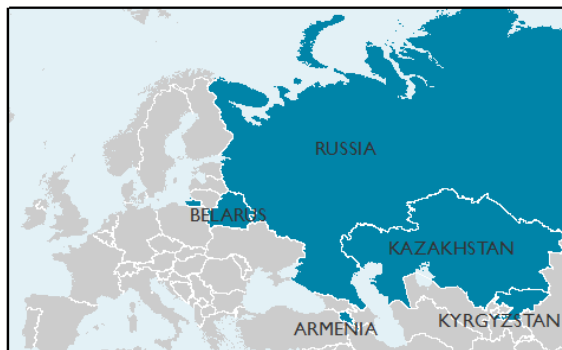 RUSSIA
BELARUS
KAZAKHSTAN
KYRGYZSTAN
ARMENIA